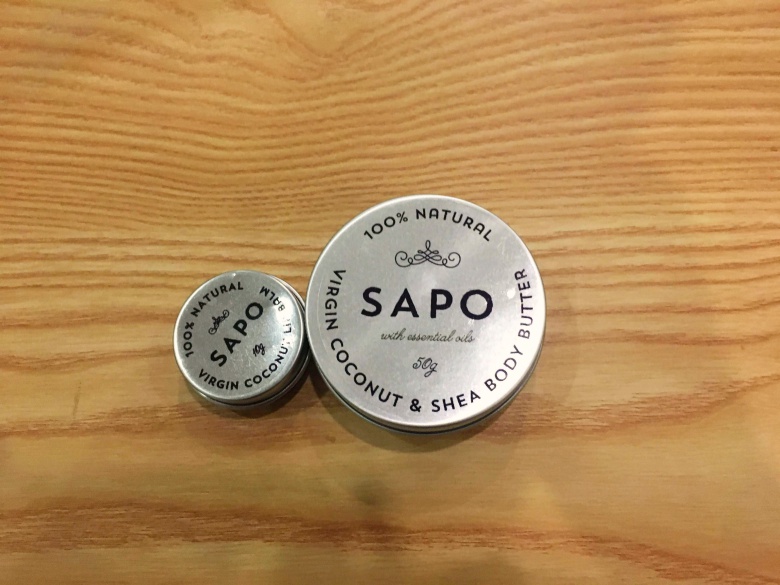 100% NATURAL
SAPO
10g
VIRGIN COCONUT
BALM
100% NATURAL
SAPO
with essential oils
50g
VIRGIN COCONUT & SHEA BODY BUTTER